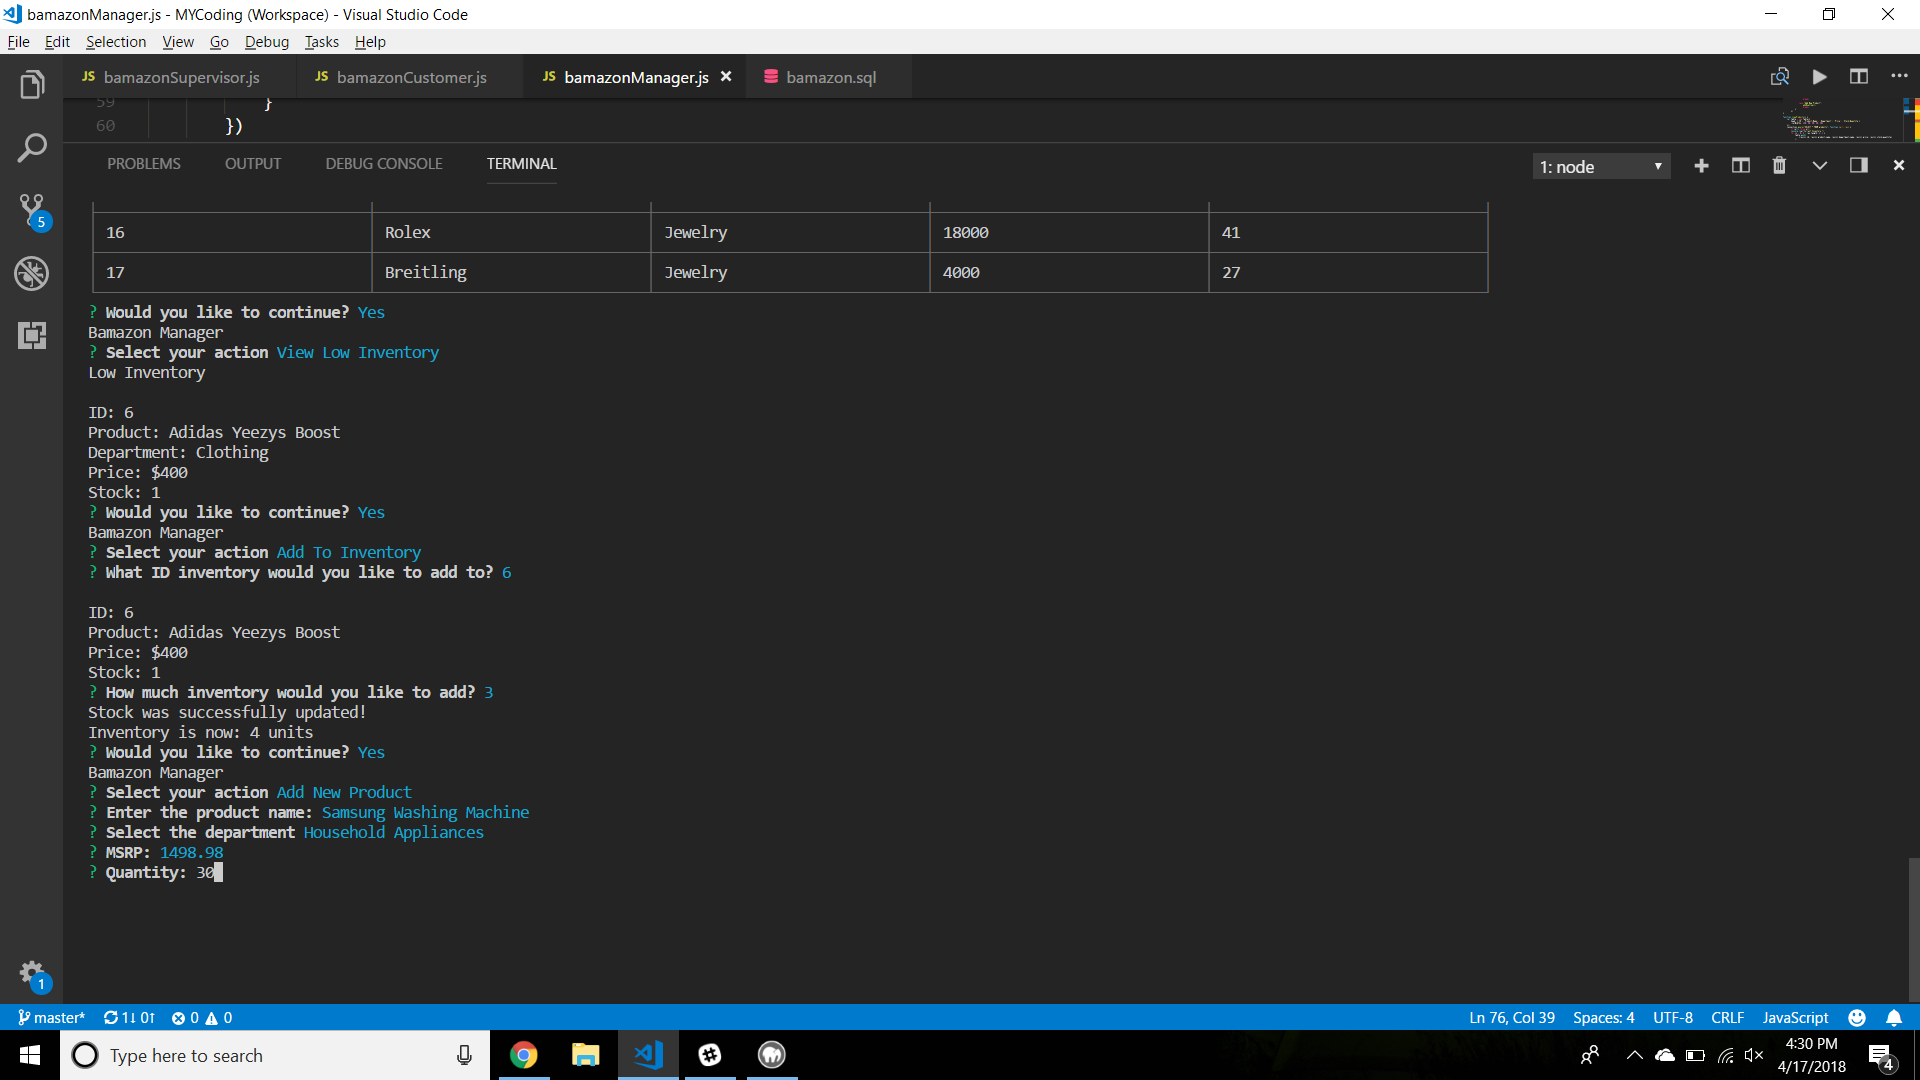 bamazonManager.js - MYCoding (Workspace) - Visual Studio Code
File Edit Selection View Go Debug Tasks Help
JS bamazonSupervisor.js JS bamazonCustomer.js JS bamazonManager.js bamazon.sql
59 }
60 })
PROBLEMS OUTPUT DEBUG CONSOLE TERMINAL 1: node
16 Rolex Jewelry 18000 41
17 Breitling Jewelry 4000 27
? Would you like to continue? Yes
Bamazon Manager
? Select your action View Low Inventory
Low Inventory
ID: 6
Product: Adidas Yeezys Boost
Department: Clothing
Price: $400
Stock: 1
? Would you like to continue? Yes
Bamazon Manager
? Select your action Add To Inventory
? What ID inventory would you like to add to? 6
ID: 6
Product: Adidas Yeezys Boost
Price: $400
Stock: 1
? How much inventory would you like to add? 3
Stock was successfully updated!
Inventory is now: 4 units
? Would you like to continue? Yes
Bamazon Manager
? Select your action Add New Product
? Enter the product name: Samsung Washing Machine
? Select the department Household Appliances
? MSRP: 1498.98
? Quantity: 30
5
1
master* 1↓ 0↑ 0 0 Ln 76, Col 39 Spaces: 4 UTF-8 CRLF JavaScript
Type here to search
4:30 PM
4/17/2018
4